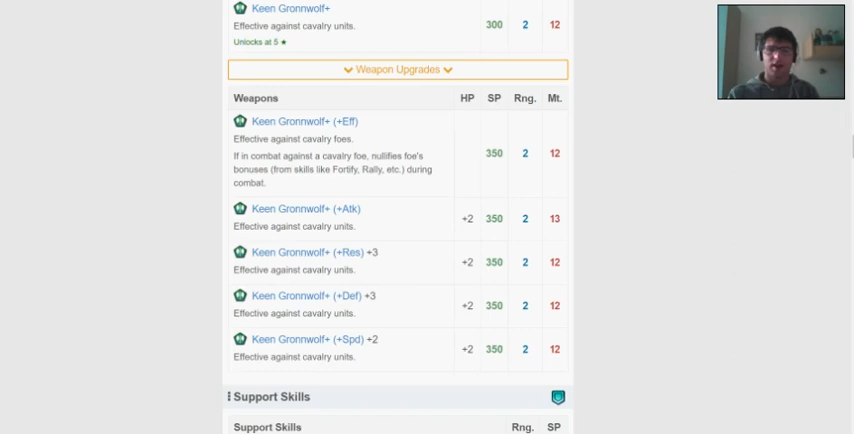 Keen Gronnwolf+
Effective against cavalry units.
300 2 12
Unlocks at 5 ★
Weapon Upgrades
Weapons HP SP Rng. Mt.
Keen Gronnwolf+ (+Eff)
Effective against cavalry foes.
If in combat against a cavalry foe, nullifies foe's
bonuses (from skills like Fortify, Rally, etc.) during
combat.
350 2 12
Keen Gronnwolf+ (+Atk)
Effective against cavalry units.
+2 350 2 13
Keen Gronnwolf+ (+Res) +3
Effective against cavalry units.
+2 350 2 12
Keen Gronnwolf+ (+Def) +3
Effective against cavalry units.
+2 350 2 12
Keen Gronnwolf+ (+Spd) +2
Effective against cavalry units.
+2 350 2 12
Support Skills
Support Skills Rng. SP